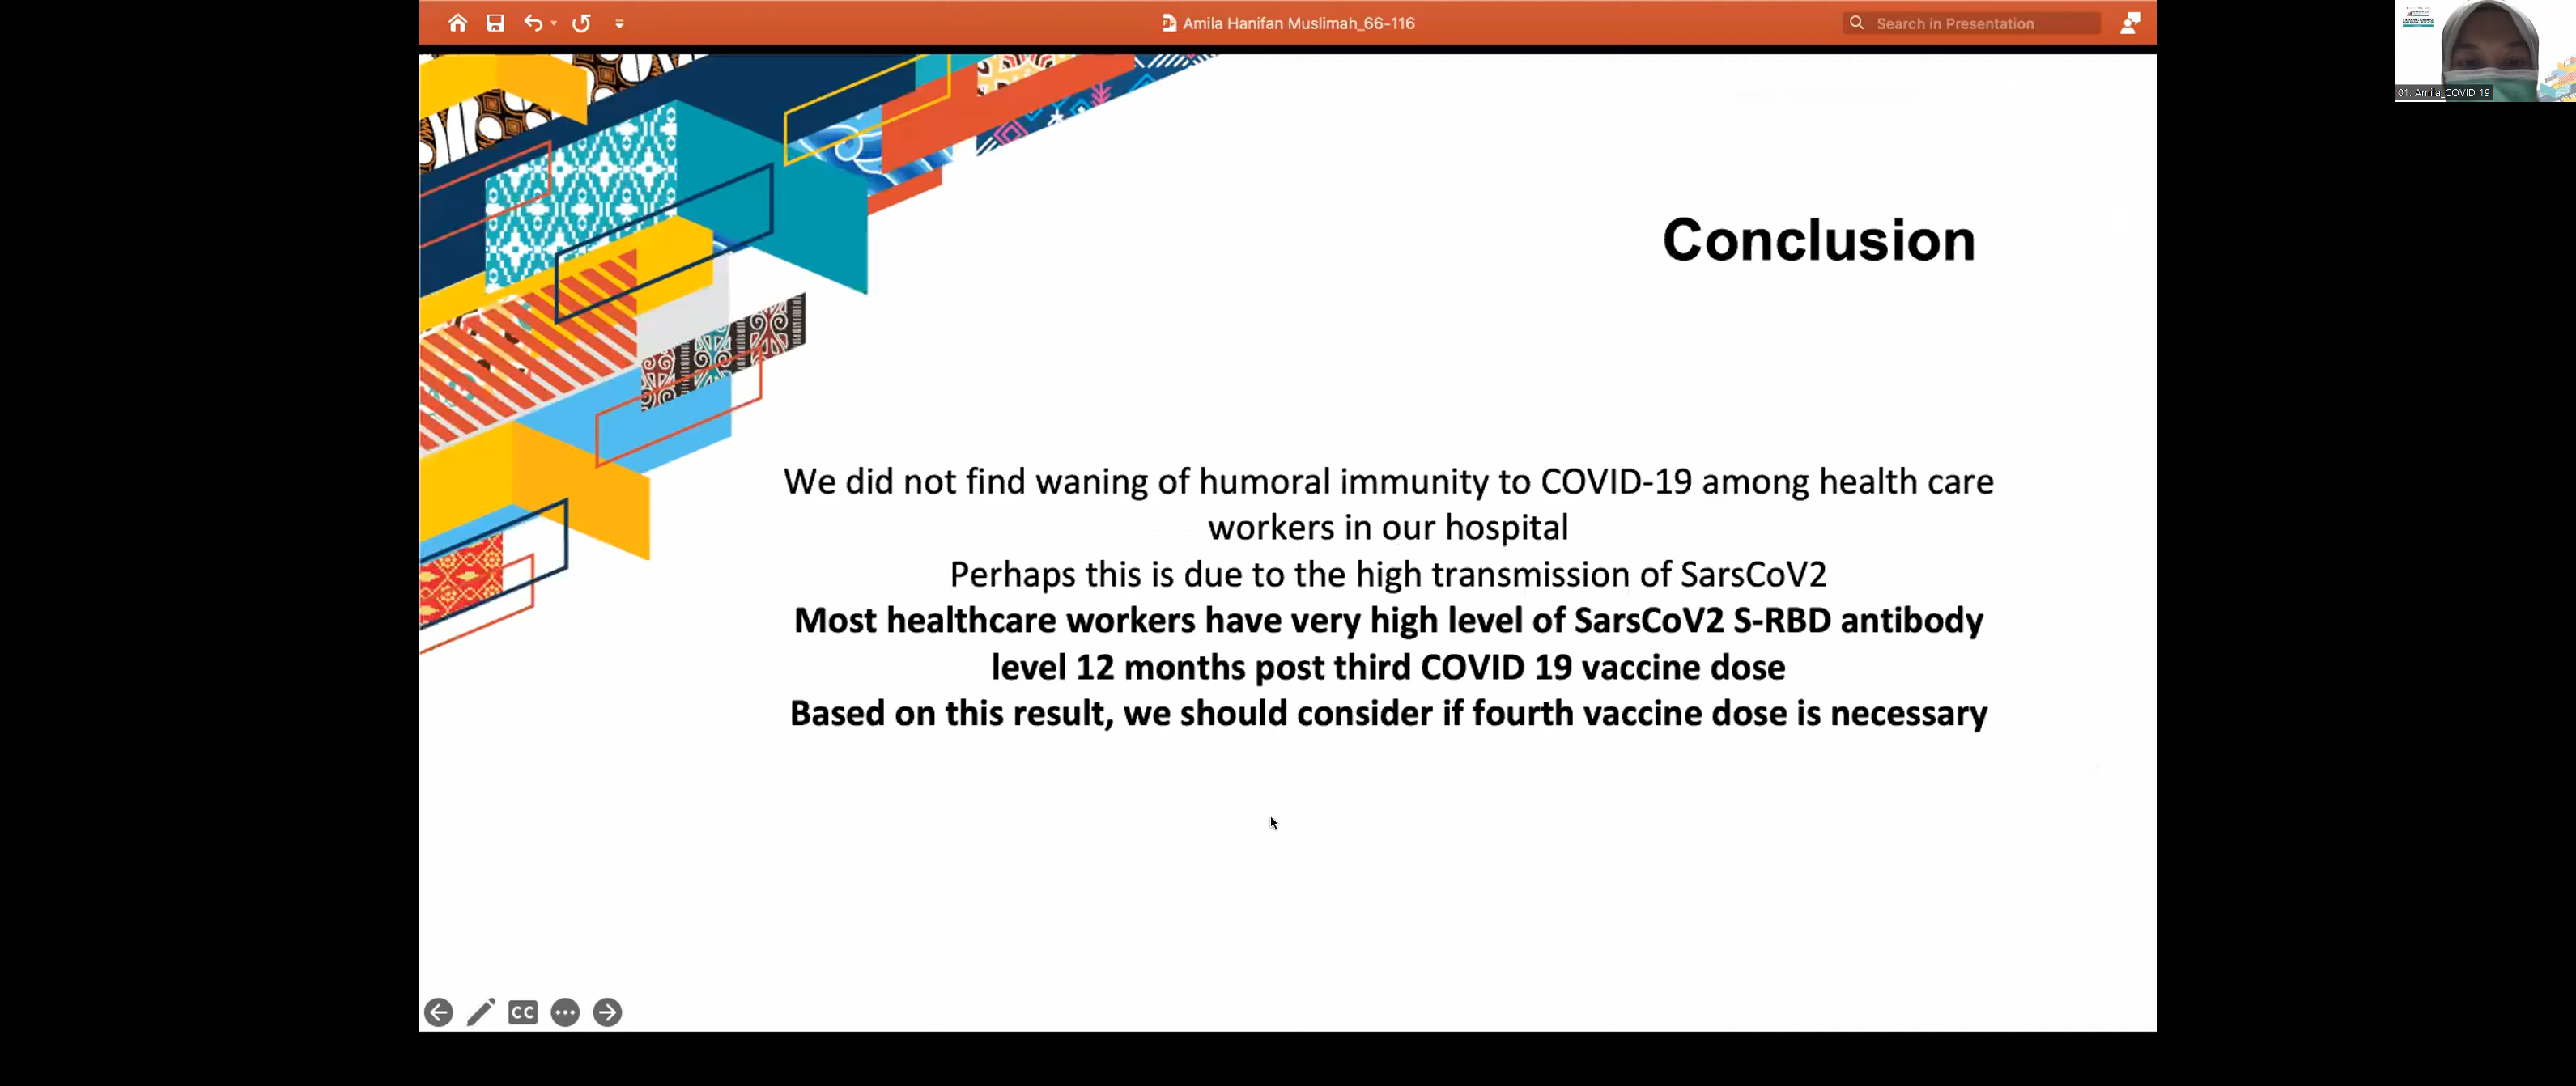 Amila Hanifan Muslimah_66-116
Search in Presentation
01. Amila_COVID 19
Conclusion
We did not find waning of humoral immunity to COVID-19 among health care
workers in our hospital
Perhaps this is due to the high transmission of SarsCoV2
Most healthcare workers have very high level of SarsCoV2 S-RBD antibody
level 12 months post third COVID 19 vaccine dose
Based on this result, we should consider if fourth vaccine dose is necessary
CC